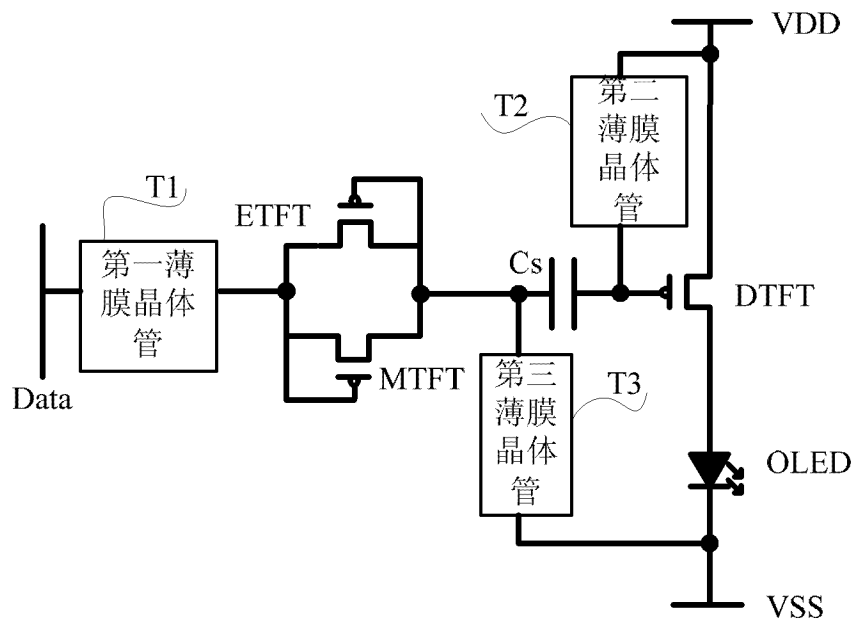 VDD
T2
第二
薄膜
晶体
管
T1
ETFT
第一薄
膜晶体
管
Cs
DTFT
Data
MTFT
第三
薄膜
晶体
管
T3
OLED
VSS